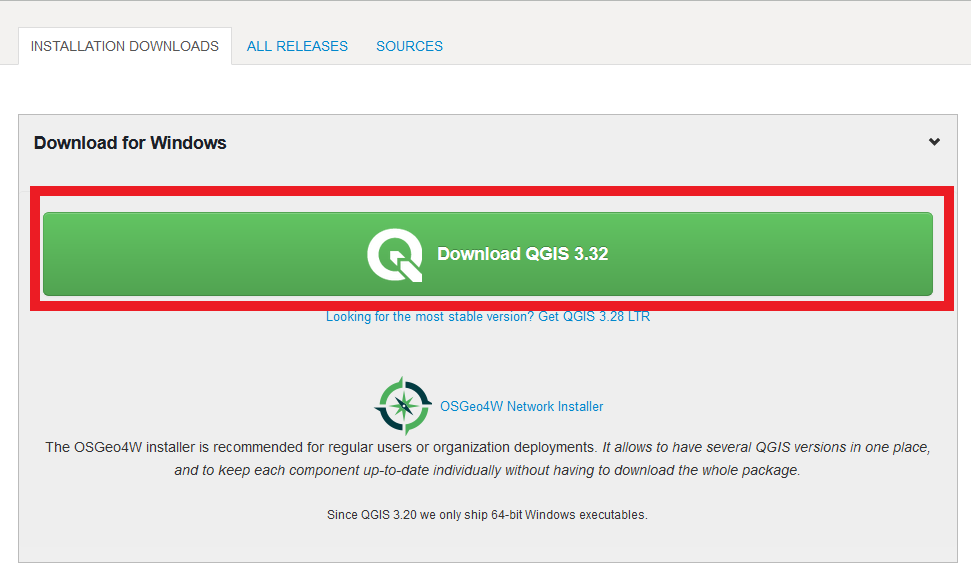 INSTALLATION DOWNLOADS ALL RELEASES SOURCES
Download for Windows
Download QGIS 3.32
Looking for the most stable version? Get QGIS 3.28 LTR
OSGeo4W Network Installer
The OSGeo4W installer is recommended for regular users or organization deployments. It allows to have several QGIS versions in one place,
and to keep each component up-to-date individually without having to download the whole package.
Since QGIS 3.20 we only ship 64-bit Windows executables.